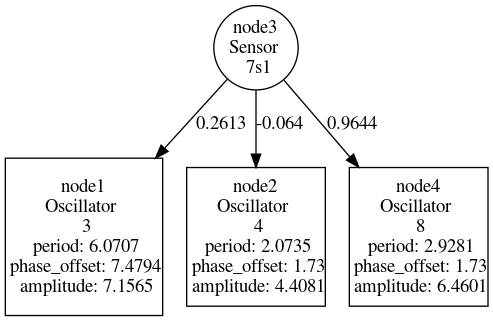 node3
Sensor
7s1
0.2613
-0.064
0.9644
node1
Oscillator
3
period: 6.0707
phase_offset: 7.4794
amplitude: 7.1565
node2
Oscillator
4
period: 2.0735
phase_offset: 1.73
amplitude: 4.4081
node4
Oscillator
8
period: 2.9281
phase_offset: 1.73
amplitude: 6.4601